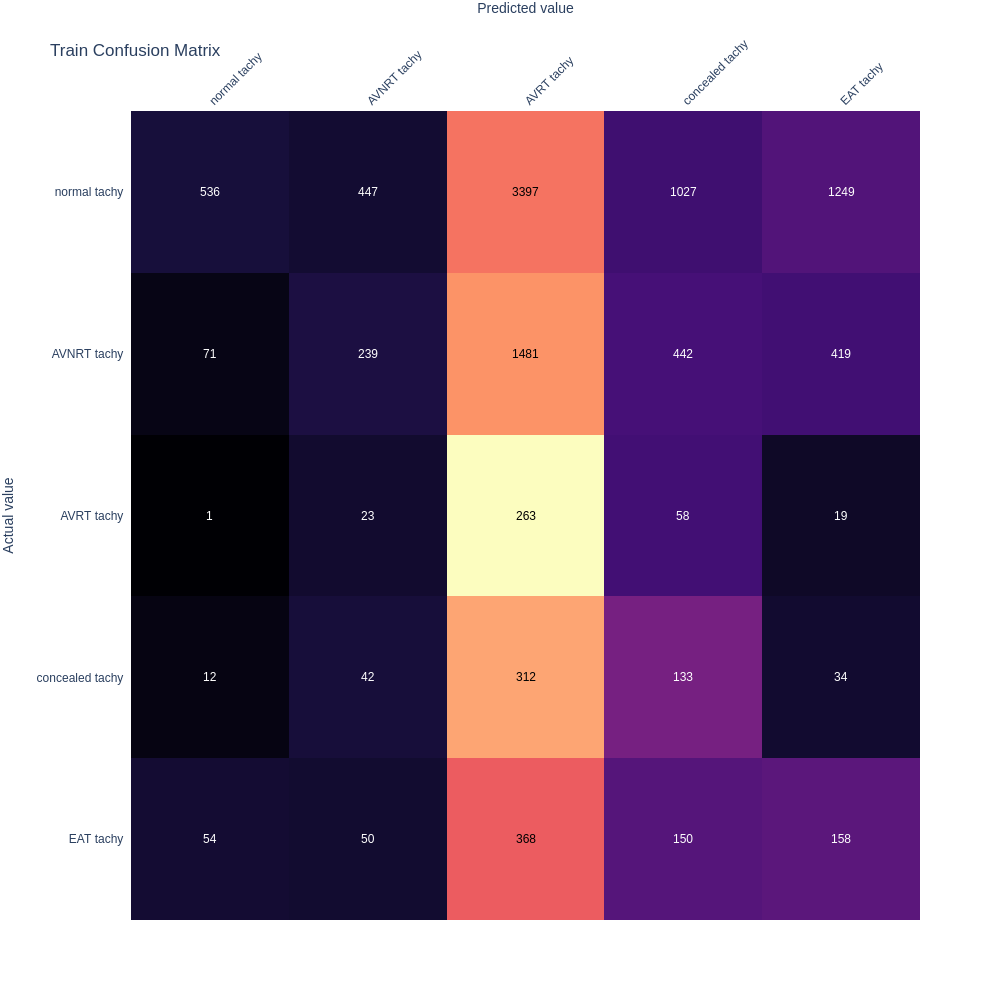 Predicted value
Train Confusion Matrix
normal tachy AVNRT tachy AVRT tachy concealed tachy EAT tachy
normal tachy 536 447 3397 1027 1249
AVNRT tachy 71 239 1481 442 419
Actual value
AVRT tachy 1 23 263 58 19
concealed tachy 12 42 312 133 34
EAT tachy 54 50 368 150 158